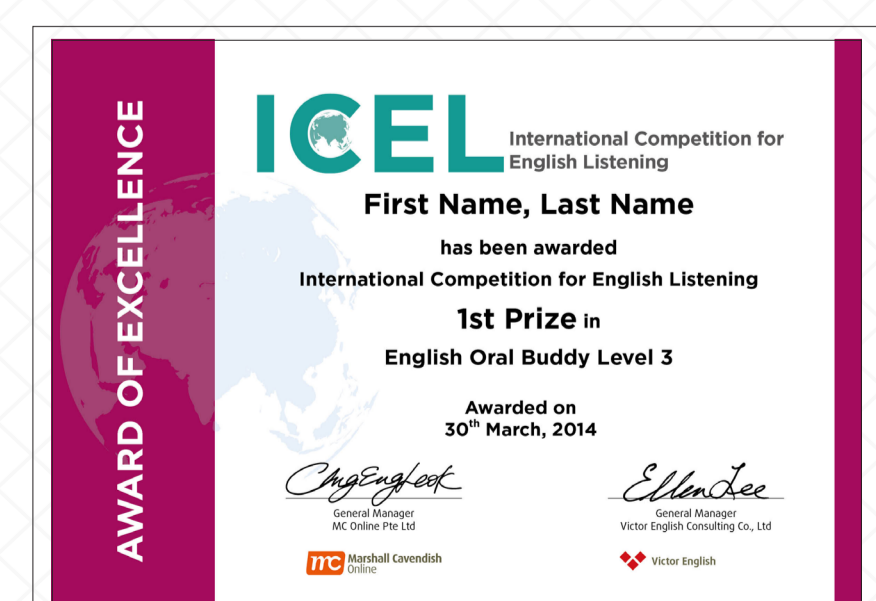 AWARD OF EXCELLENCE
ICEL
International Competition for
English Listening
First Name, Last Name
has been awarded
International Competition for English Listening
1st Prize in
English Oral Buddy Level 3
Awarded on
30th March, 2014
Ellen Lee
General Manager
MC Online Pte Ltd
General Manager
Victor English Consulting Co., Ltd
mc Marshall Cavendish
Online
Victor English